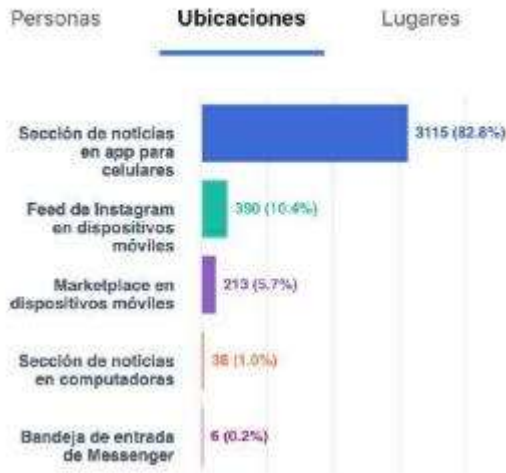 Personas Ubicaciones Lugares
Sección de noticias
en app para
celulares
3115 (82.8%)
Feed de Instagram
en dispositivos
móviles
390 (10.4%)
Marketplace en
dispositivos móviles
213 (5.7%)
Sección de noticias
en computadoras
(1.0%)
Bandeja de entrada
de Messenger
6 (0.2%)